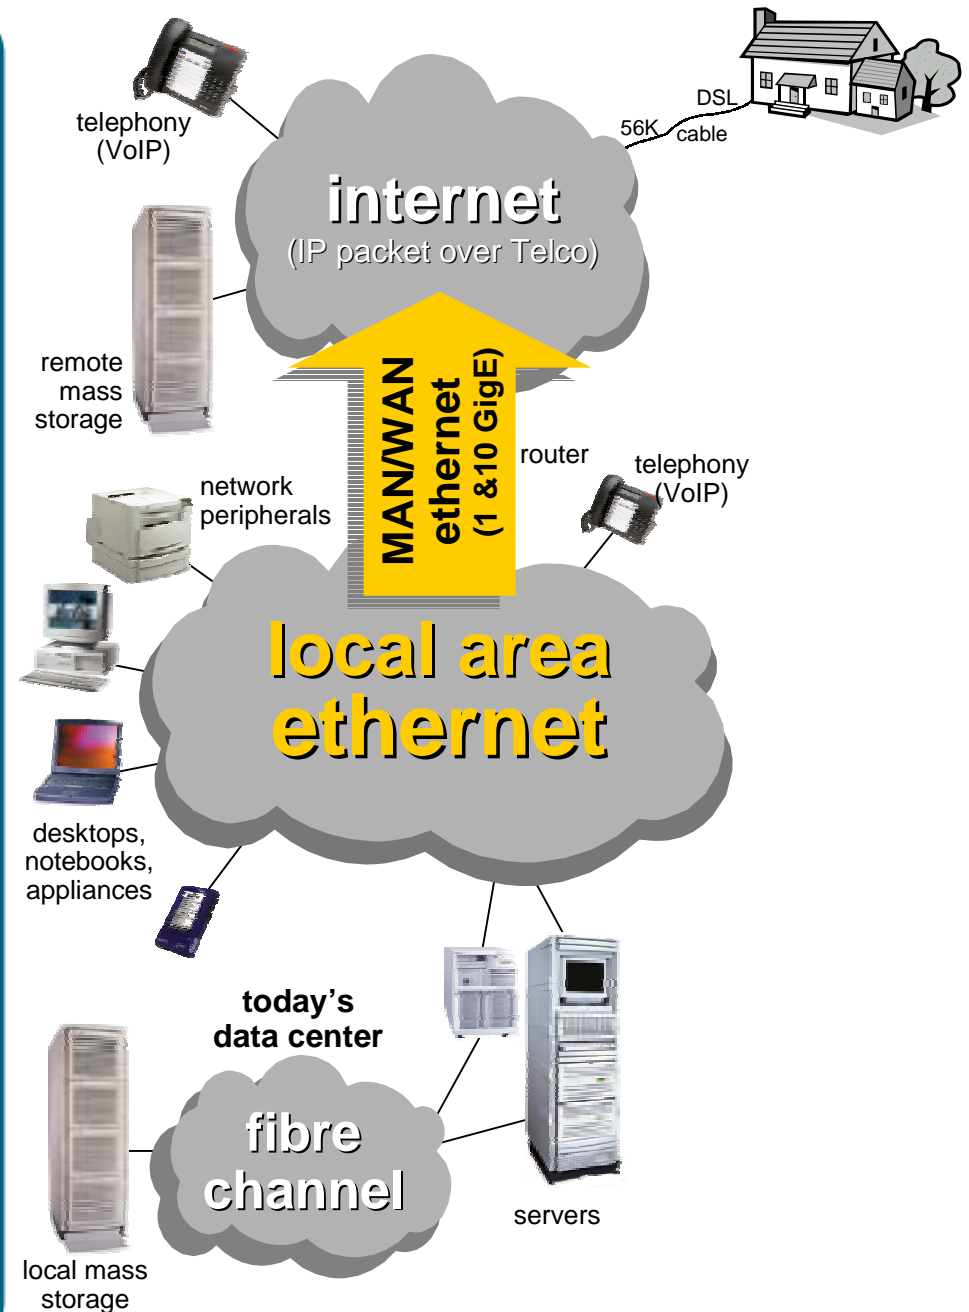 telephony
(VoIP)
DSL
56K
cable
internet
(IP packet over Telco)
remote
mass
storage
MAN/WAN
ethernet
(1 &10 GigE)
router
telephony
(VoIP)
network
peripherals
local area
ethernet
desktops,
notebooks,
appliances
today's
data center
fibre
channel
servers
local mass
storage